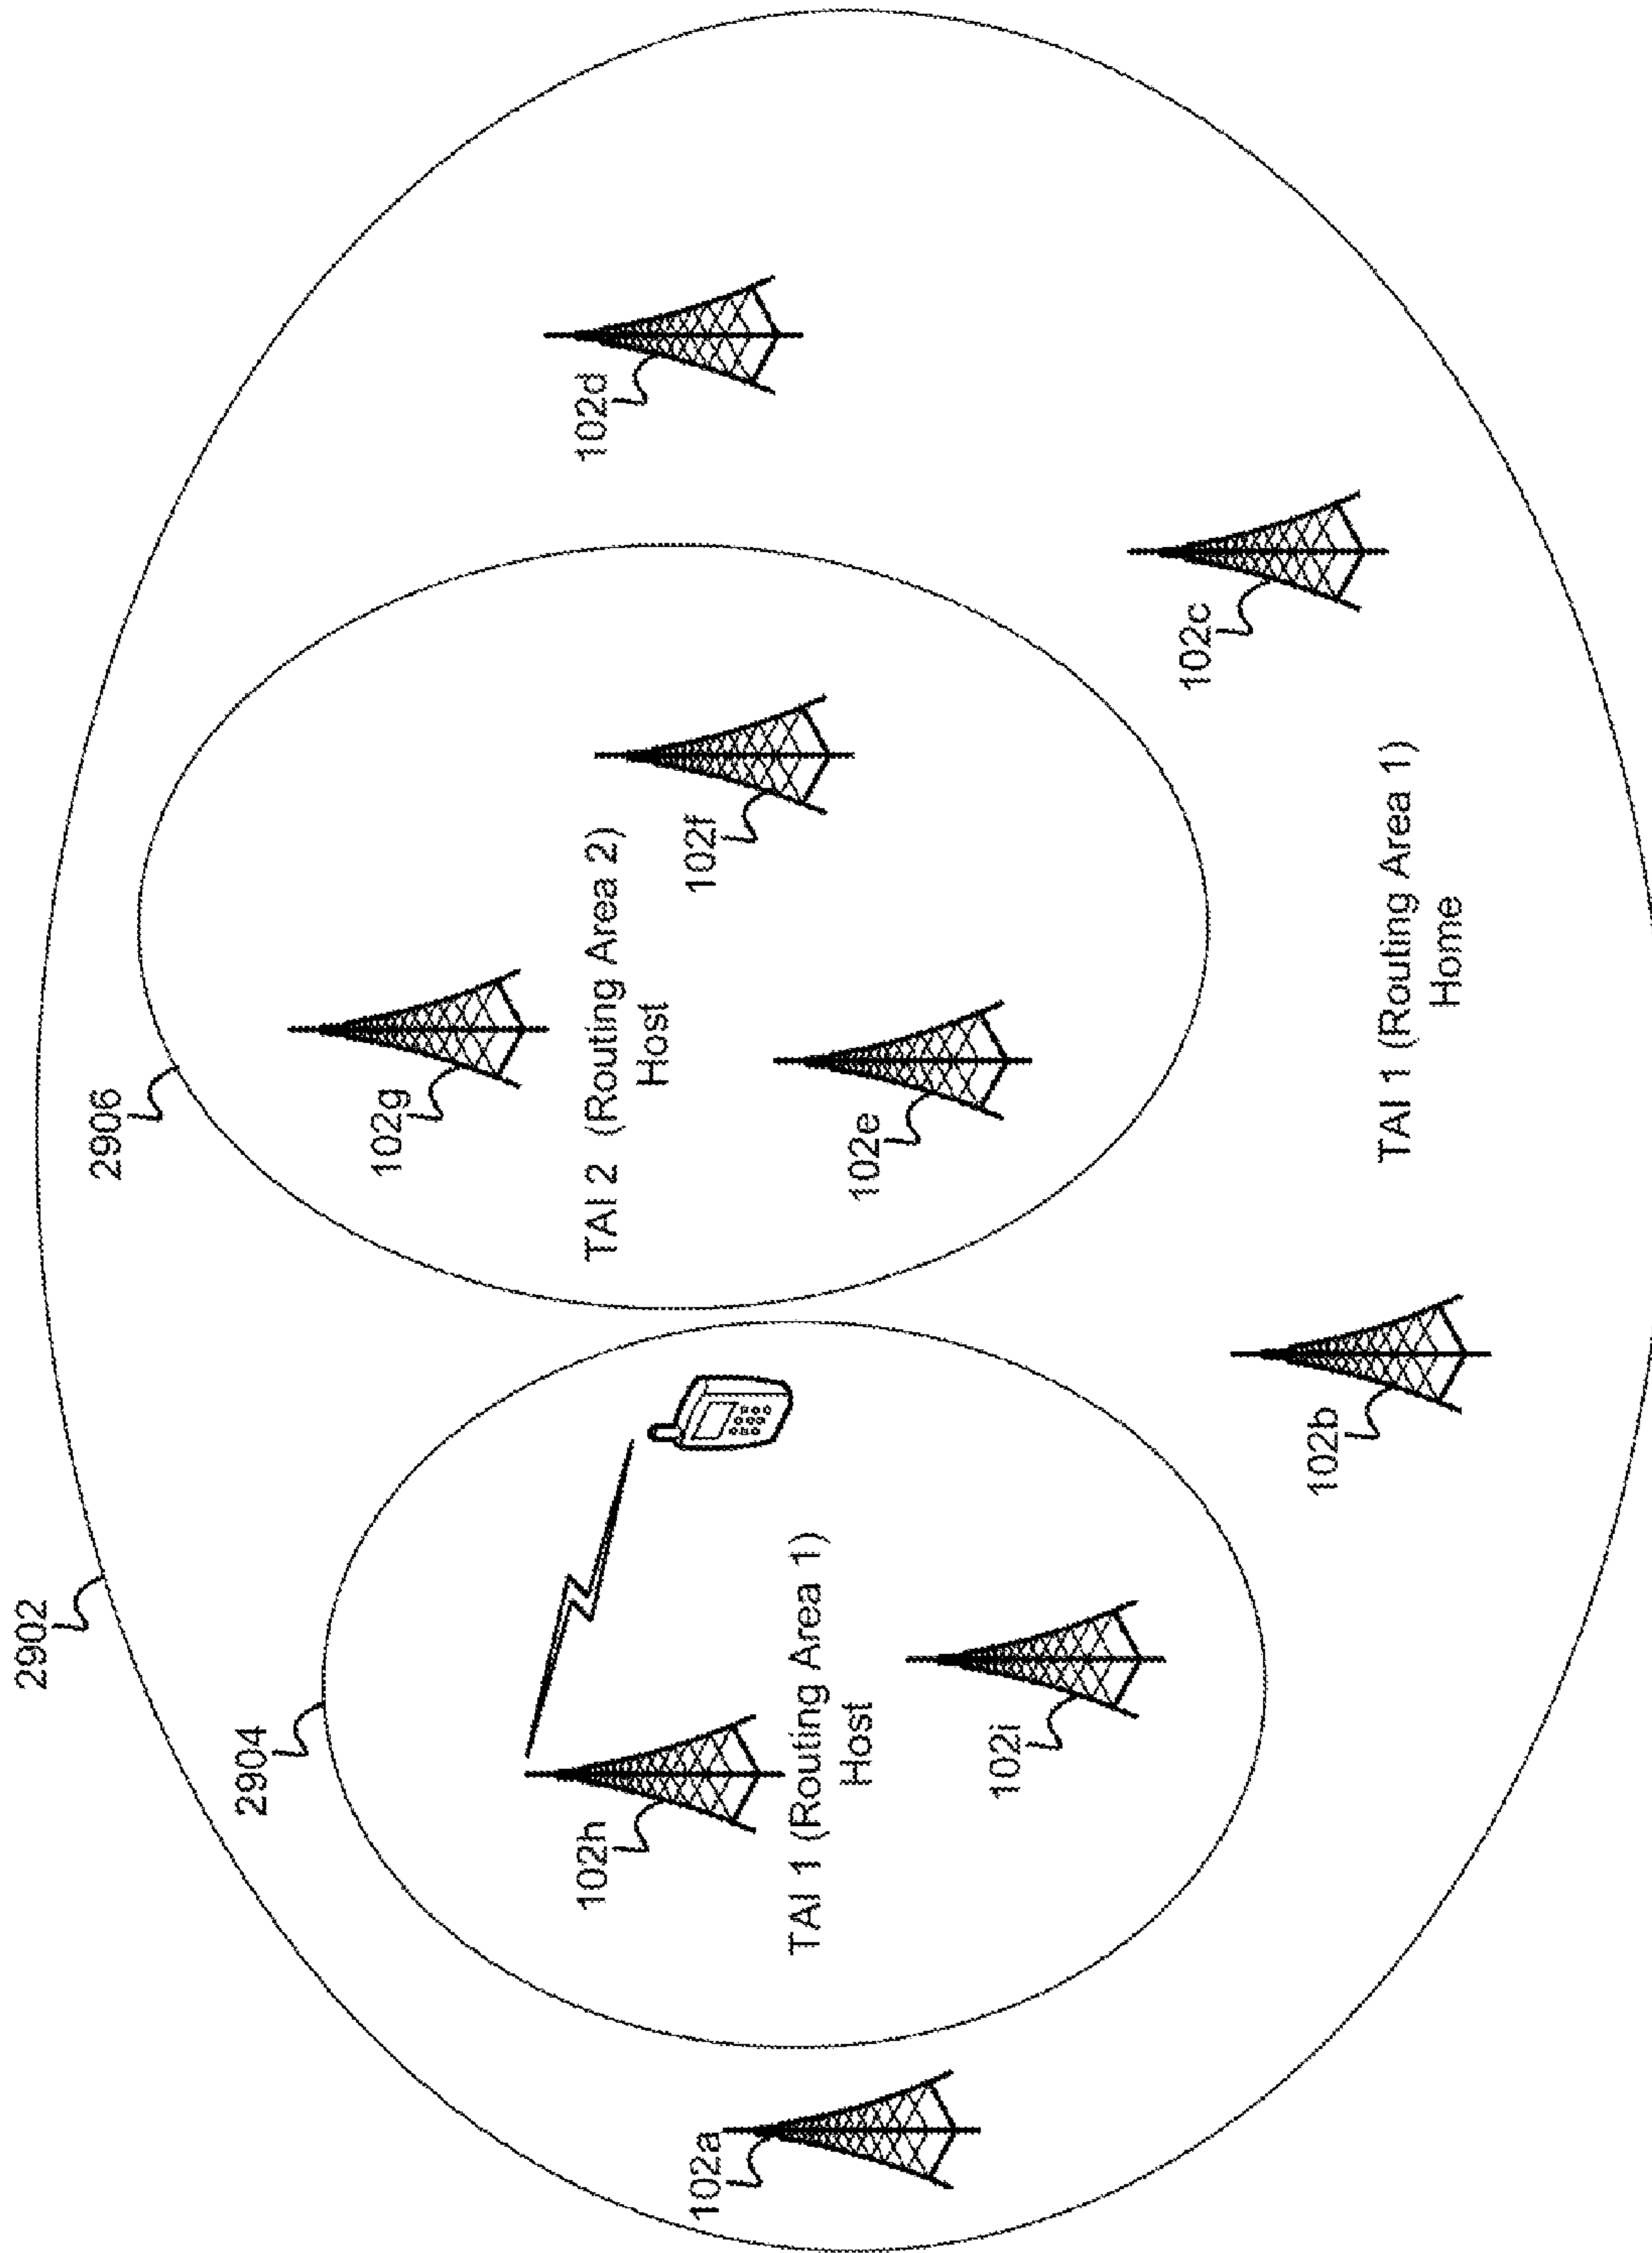 2902
2904
2906
102a
102h
TAI 1 (Routing Area 1)
Host
102i
102g
TAI 2 (Routing Area 2)
Host
102f
102e
102d
102b
102c
TAI 1 (Routing Area 1)
Home